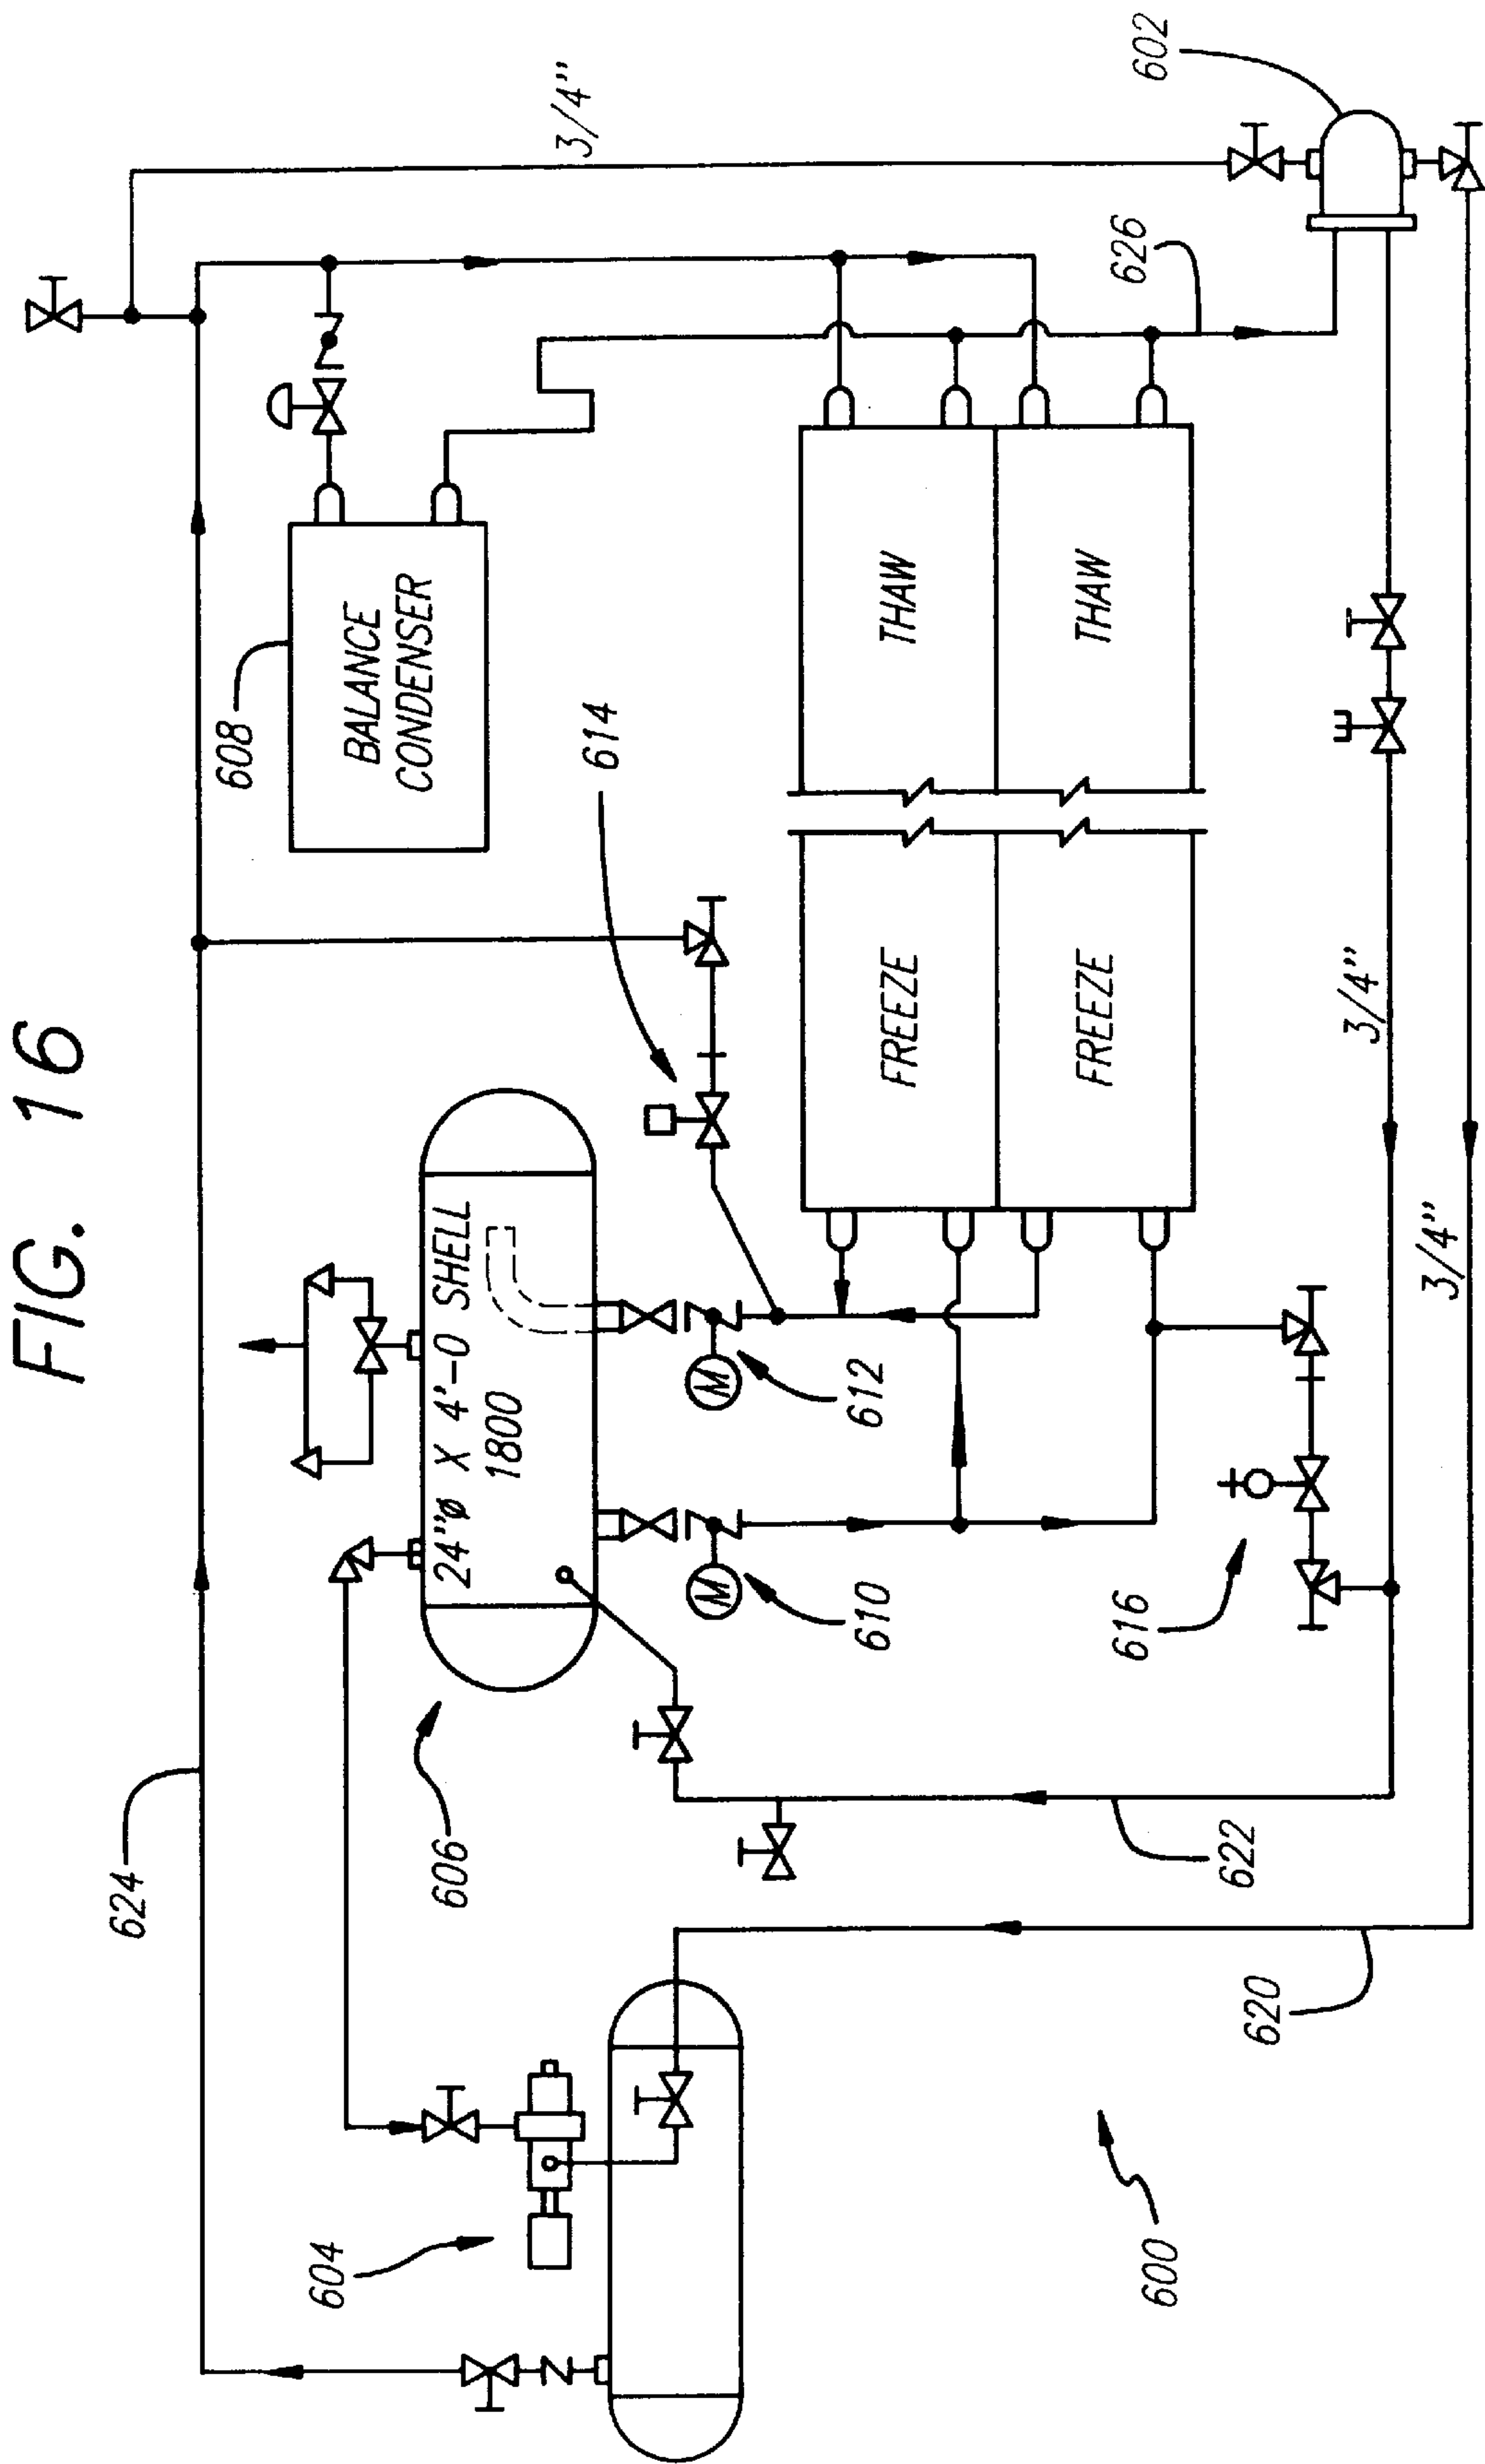 FIG. 16
624
3/4"
608
BALANCE
CONDENSER
602
606
24"ø X 4'-0 SHELL
1800
614
604
M
M
610
612
626
FREEZE
THAW
FREEZE
THAW
616
622
3/4"
620
3/4"
600